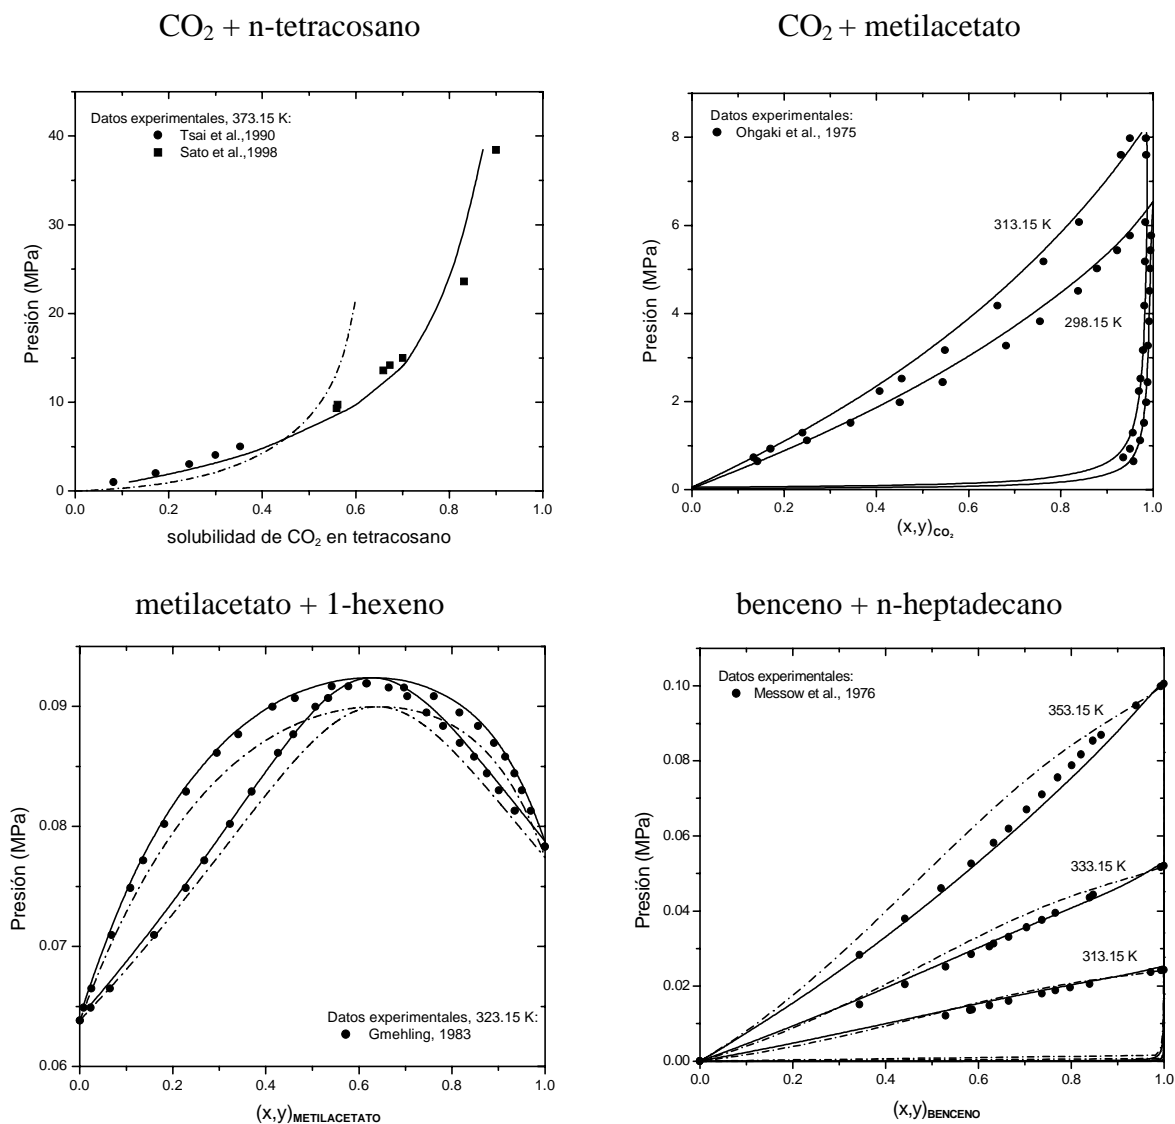 CO₂ + n-tetracosano
Datos experimentales, 373.15 K:
Tsai et al.,1990
Sato et al.,1998
40
30
20
10
0
Presión (MPa)
0.0 0.2 0.4 0.6 0.8 1.0
solubilidad de CO₂ en tetracosano
CO₂ + metilacetato
Datos experimentales:
Ohgaki et al., 1975
313.15 K
298.15 K
8
6
4
2
0
Presión (MPa)
0.0 0.2 0.4 0.6 0.8 1.0
(x,y)CO₂
metilacetato + 1-hexeno
0.09
0.08
0.07
0.06
Presión (MPa)
Datos experimentales, 323.15 K:
Gmehling, 1983
0.0 0.2 0.4 0.6 0.8 1.0
(x,y)METILACETATO
benceno + n-heptadecano
Datos experimentales:
Messow et al., 1976
353.15 K
333.15 K
313.15 K
0.10
0.08
0.06
0.04
0.02
0.00
Presión (MPa)
0.0 0.2 0.4 0.6 0.8 1.0
(x,y)BENCENO